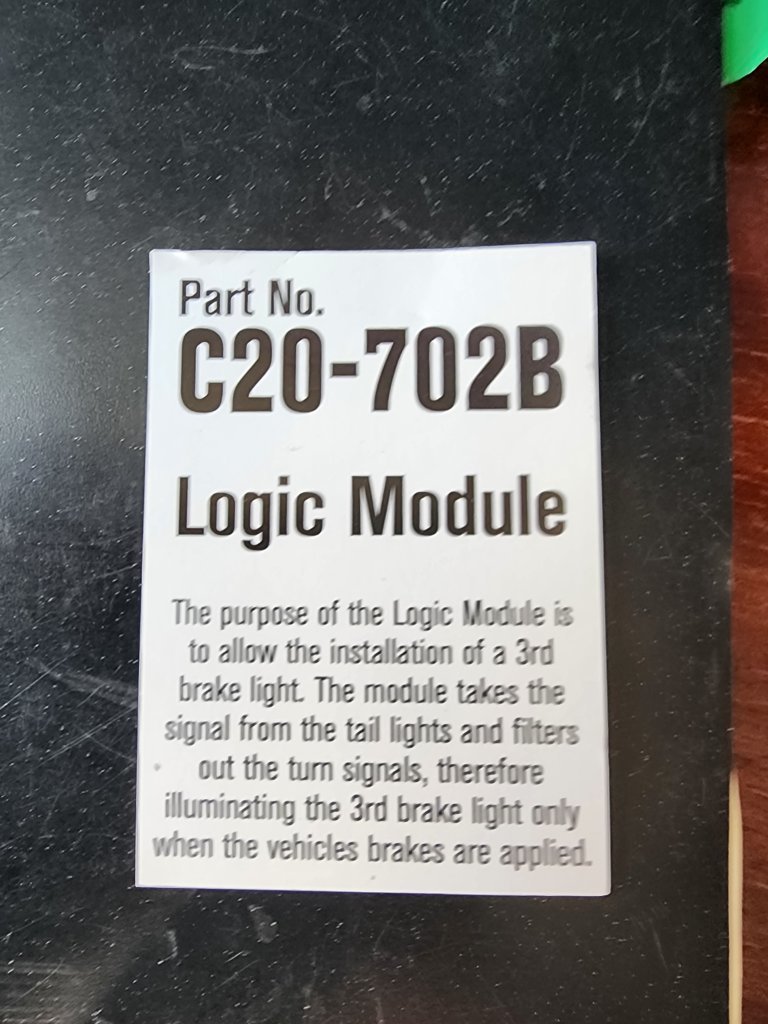 Part No.
C20-702B
Logic Module
The purpose of the Logic Module is
to allow the installation of a 3rd
brake light. The module takes the
signal from the tail lights and filters
out the turn signals, therefore
illuminating the 3rd brake light only
when the vehicles brakes are applied.